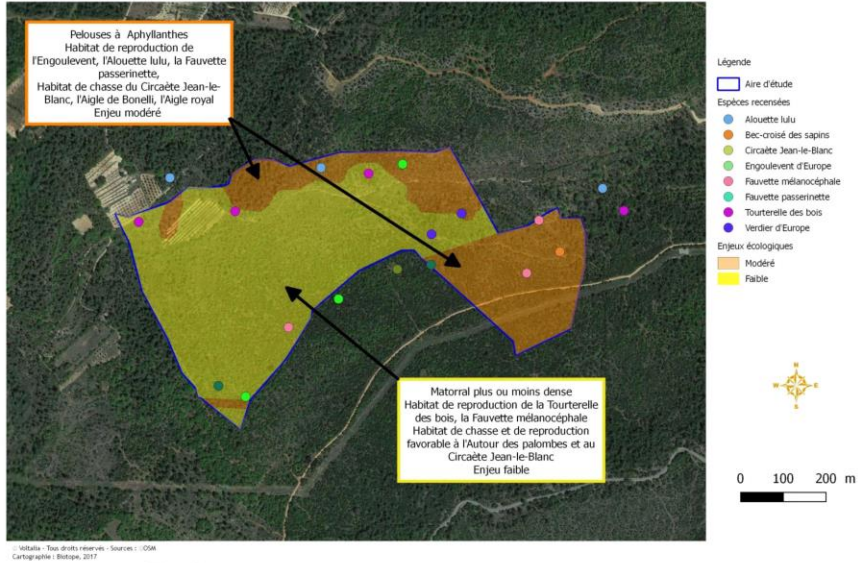 Pelouses à Aphyllanthes
Habitat de reproduction de
l'Engoulevent, l'Alouette lulu, la Fauvette
passerinette,
Habitat de chasse du Circaète Jean-le-
Blanc, l'Aigle de Bonelli, l'Aigle royal
Enjeu modéré
Matorral plus ou moins dense
Habitat de reproduction de la Tourterelle
des bois, la Fauvette mélanocéphale
Habitat de chasse et de reproduction
favorable à l'Autour des palombes et au
Circaète Jean-le-Blanc
Enjeu faible
Légende
Aire d'étude
Espèces recensées
Alouette lulu
Bec-croisé des sapins
Circaète Jean-le-Blanc
Engoulevent d'Europe
Fauvette mélanocéphale
Fauvette passerinette
Tourterelle des bois
Verdier d'Europe
Enjeux écologiques
Modéré
Faible
N
W E
S
0 100 200 m
Voltalia - Tous droits réservés - Sources : OSM
Cartographie : Biotope, 2017